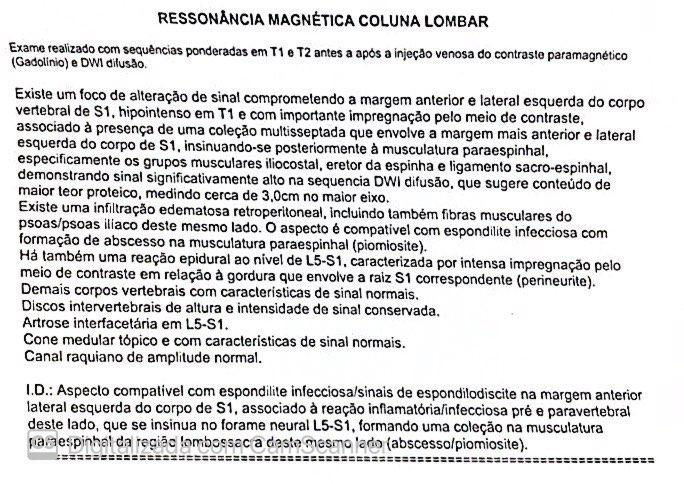 RESSONÂNCIA MAGNÉTICA COLUNA LOMBAR
Exame realizado com sequências ponderadas em T1 e T2 antes a após a injeção venosa do contraste paramagnético
(Gadolínio) e DWI difusão.
Existe um foco de alteração de sinal comprometendo a margem anterior e lateral esquerda do corpo
vertebral de S1, hipointenso em T1 e com importante impregnação pelo meio de contraste,
associado à presença de uma coleção multisseptada que envolve a margem mais anterior e lateral
esquerda do corpo de S1, insinuando-se posteriormente à musculatura paraespinhal,
especificamente os grupos musculares iliocostal, eretor da espinha e ligamento sacro-espinhal,
demonstrando sinal significativamente alto na sequencia DWI difusão, que sugere conteúdo de
maior teor proteico, medindo cerca de 3,0cm no maior eixo.
Existe uma infiltração edematosa retroperitoneal, incluindo também fibras musculares do
psoas/psoas ilíaco deste mesmo lado. O aspecto é compatível com espondilite infecciosa com
formação de abscesso na musculatura paraespinhal (piomiosite).
Há também uma reação epidural ao nível de L5-S1, caracterizada por intensa impregnação pelo
meio de contraste em relação à gordura que envolve a raiz S1 correspondente (perineurite).
Demais corpos vertebrais com características de sinal normais.
Discos intervertebrais de altura e intensidade de sinal conservada.
Artrose interfacetária em L5-S1.
Cone medular tópico e com características de sinal normais.
Canal raquiano de amplitude normal.
I.D.: Aspecto compatível com espondilite infecciosa/sinais de espondilodiscite na margem anterior
lateral esquerda do corpo de S1, associado à reação inflamatória/infecciosa pré e paravertebral
deste lado, que se insinua no forame neural L5-S1, formando uma coleção na musculatura
paraespinhal da região lombossacra deste mesmo lado (abscesso/piomiosite).
CS Digitalizada com CamScanner